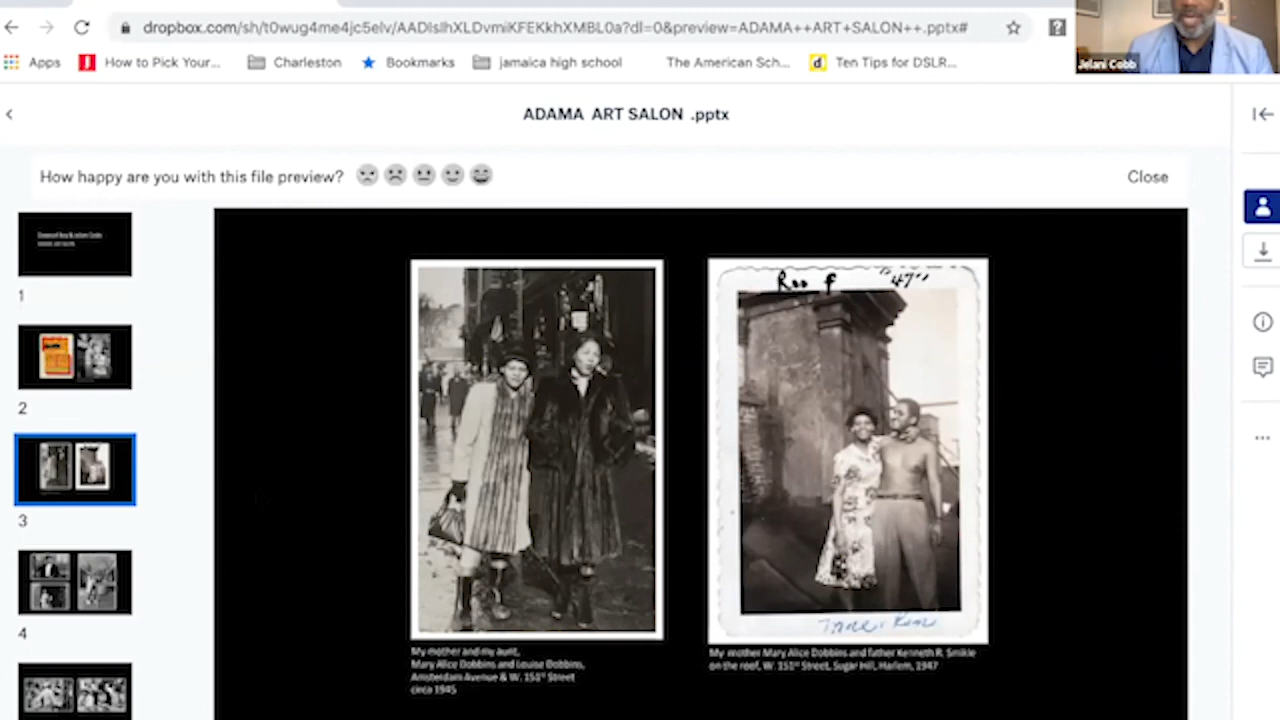 dropbox.com/sh/t0wug4me4jc5elv/AADIsIhXLDvmiKFEKkhXMBL0a?dl=0&preview=ADAMA++ART+SALON++.pptx#
Apps How to Pick Your... Charleston Bookmarks jamaica high school The American Sch... Ten Tips for DSLR...
Jelani Cobb
ADAMA ART SALON .pptx
How happy are you with this file preview? Close
1
2
3
4
Roof "47"
My mother and my aunt,
Mary Alice Dobbins and Louise Dobbins,
Amsterdam Avenue & W. 151st Street
circa 1945
My mother Mary Alice Dobbins and father Kenneth R. Smikle
on the roof, W. 151st Street, Sugar Hill, Harlem, 1947